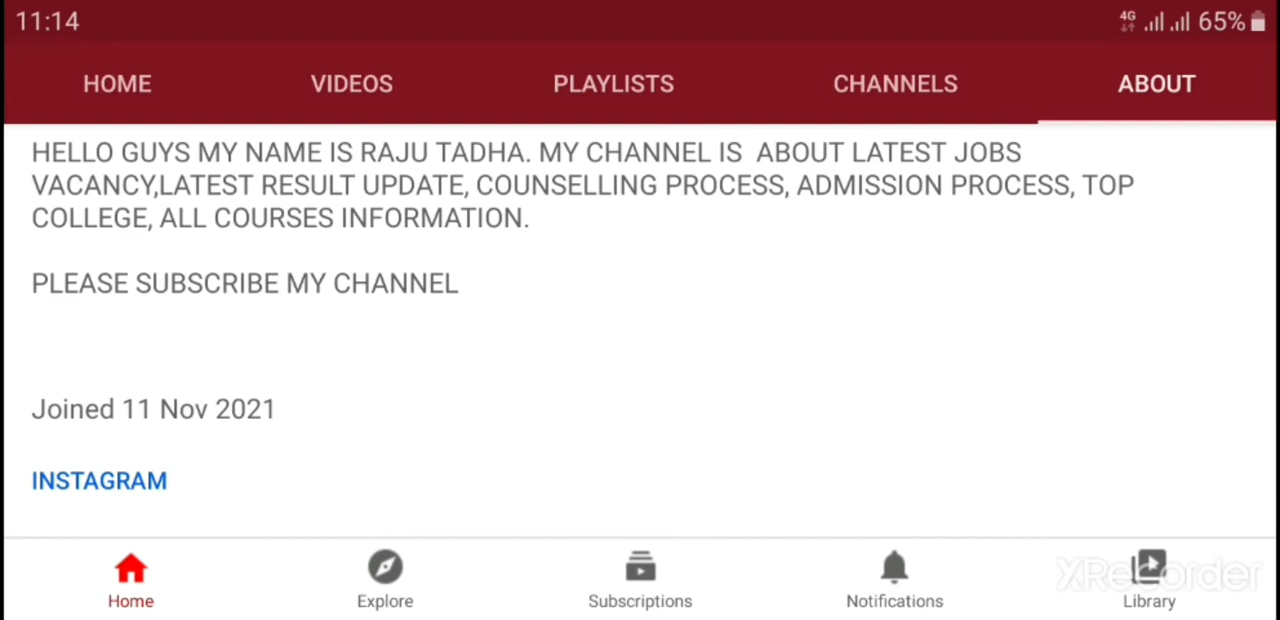 11:14 4G 65%
HOME VIDEOS PLAYLISTS CHANNELS ABOUT
HELLO GUYS MY NAME IS RAJU TADHA. MY CHANNEL IS  ABOUT LATEST JOBS
VACANCY,LATEST RESULT UPDATE, COUNSELLING PROCESS, ADMISSION PROCESS, TOP
COLLEGE, ALL COURSES INFORMATION.
PLEASE SUBSCRIBE MY CHANNEL
Joined 11 Nov 2021
INSTAGRAM
XRecorder
Home Explore Subscriptions Notifications Library